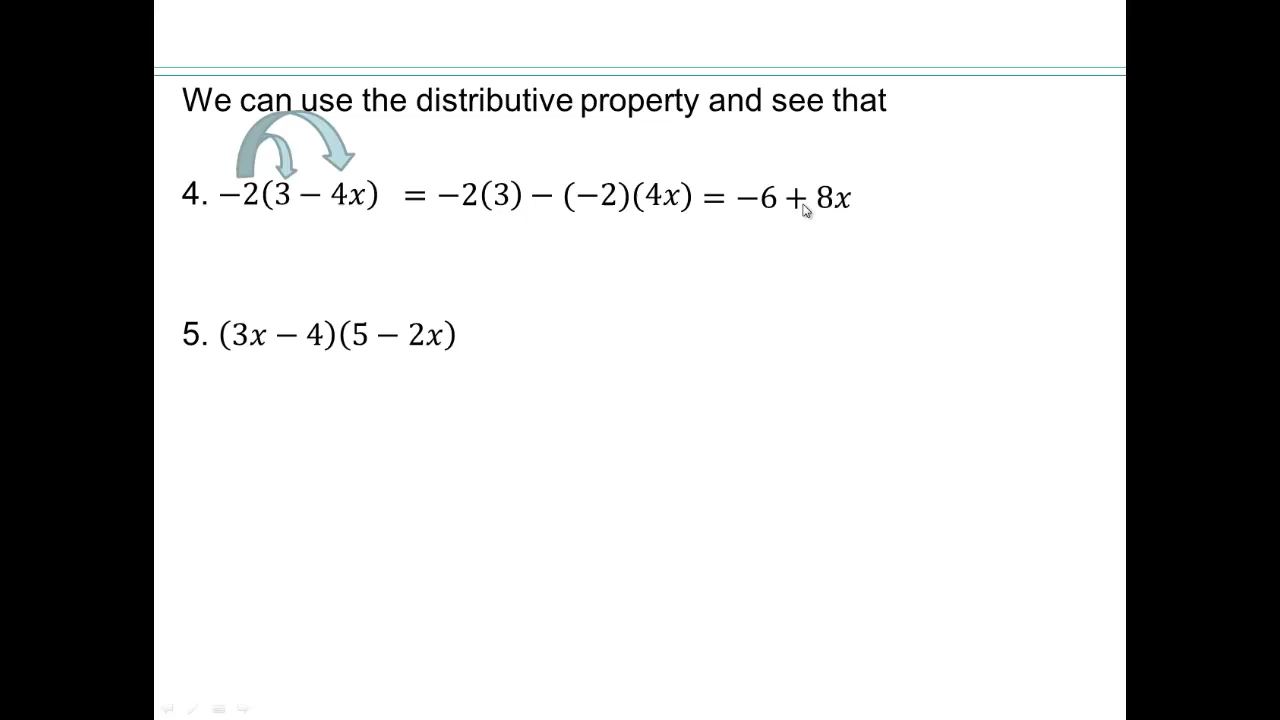 We can use the distributive property and see that
4. −2(3 − 4x) = −2(3) − (−2)(4x) = −6 + 8x
5. (3x − 4)(5 − 2x)